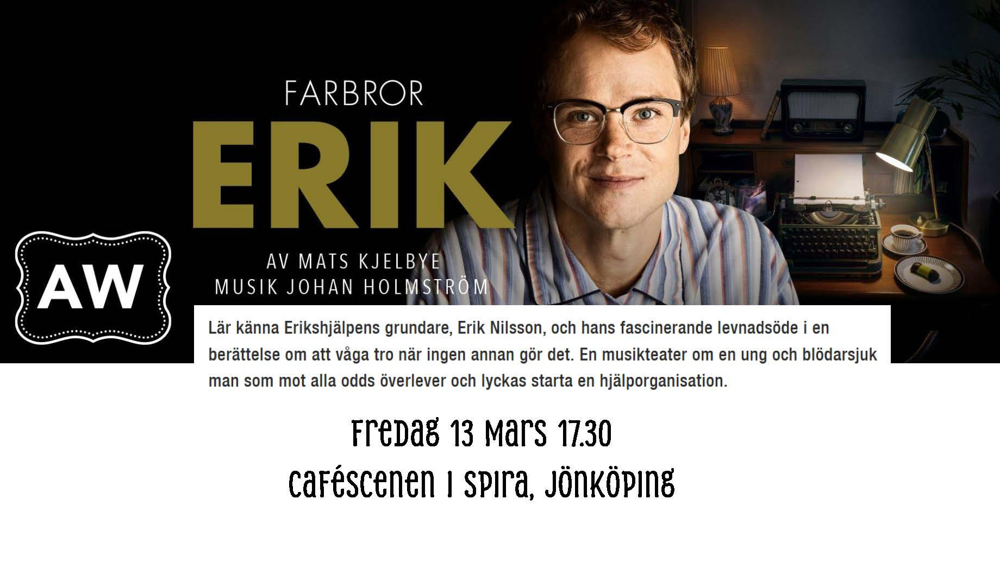 FARBROR
ERIK
AV MATS KJELBYE
MUSIK JOHAN HOLMSTRÖM
AW
Lär känna Erikshjälpens grundare, Erik Nilsson, och hans fascinerande levnadsöde i en
berättelse om att våga tro när ingen annan gör det. En musikteater om en ung och blödarsjuk
man som mot alla odds överlever och lyckas starta en hjälporganisation.
Fredag 13 mars 17.30
Caféscenen i Spira, Jönköping